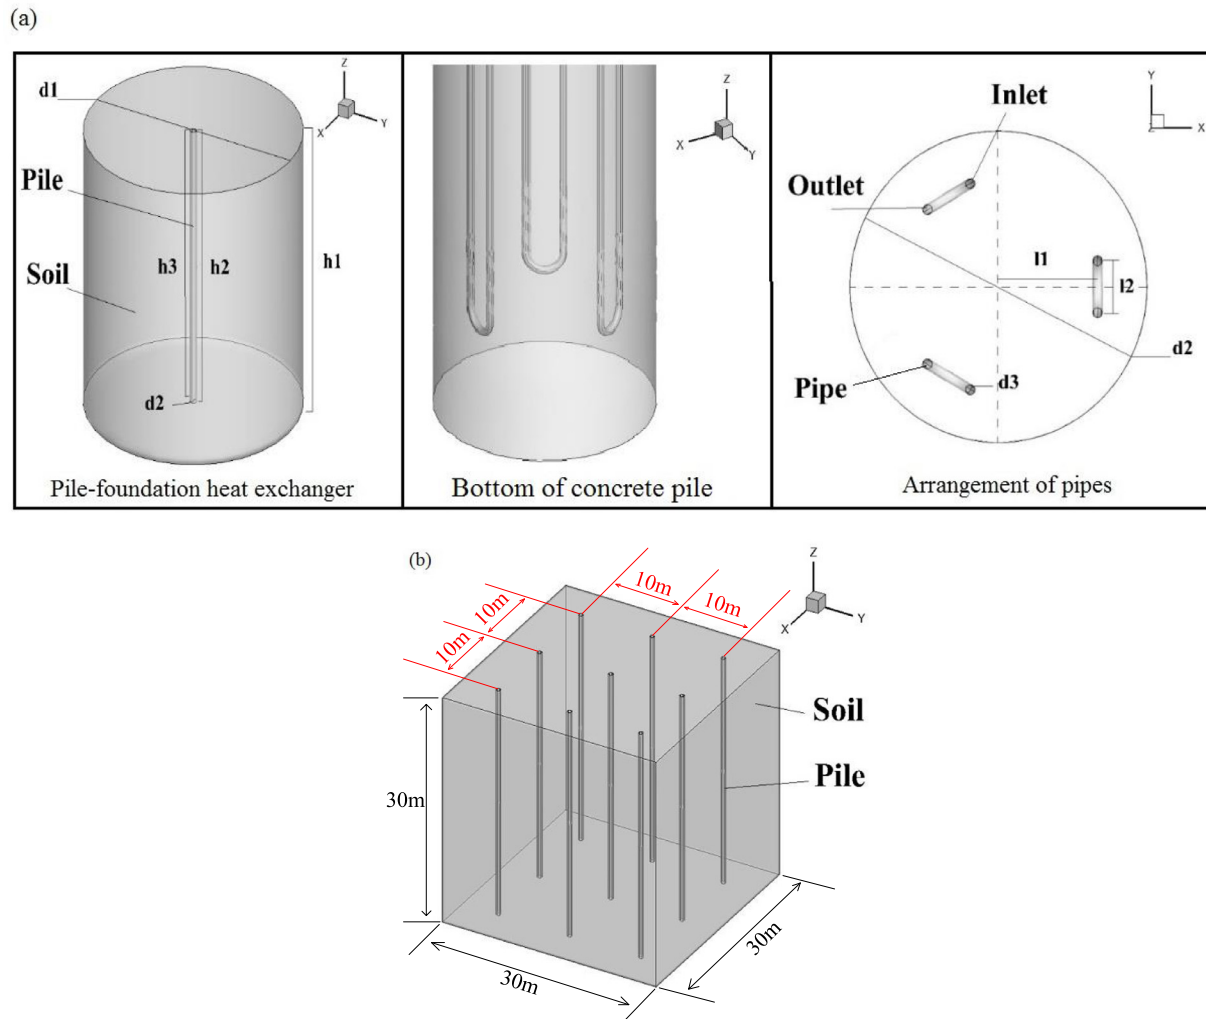 (a)
d1
Z
X
Y
Pile
h3
h2
h1
Soil
d2
Pile-foundation heat exchanger
Z
X
Y
Bottom of concrete pile
Inlet
Y
Z
X
Outlet
l1
l2
d2
Pipe
d3
Arrangement of pipes
(b)
Z
X
Y
10m
10m
10m
10m
Soil
Pile
30m
30m
30m